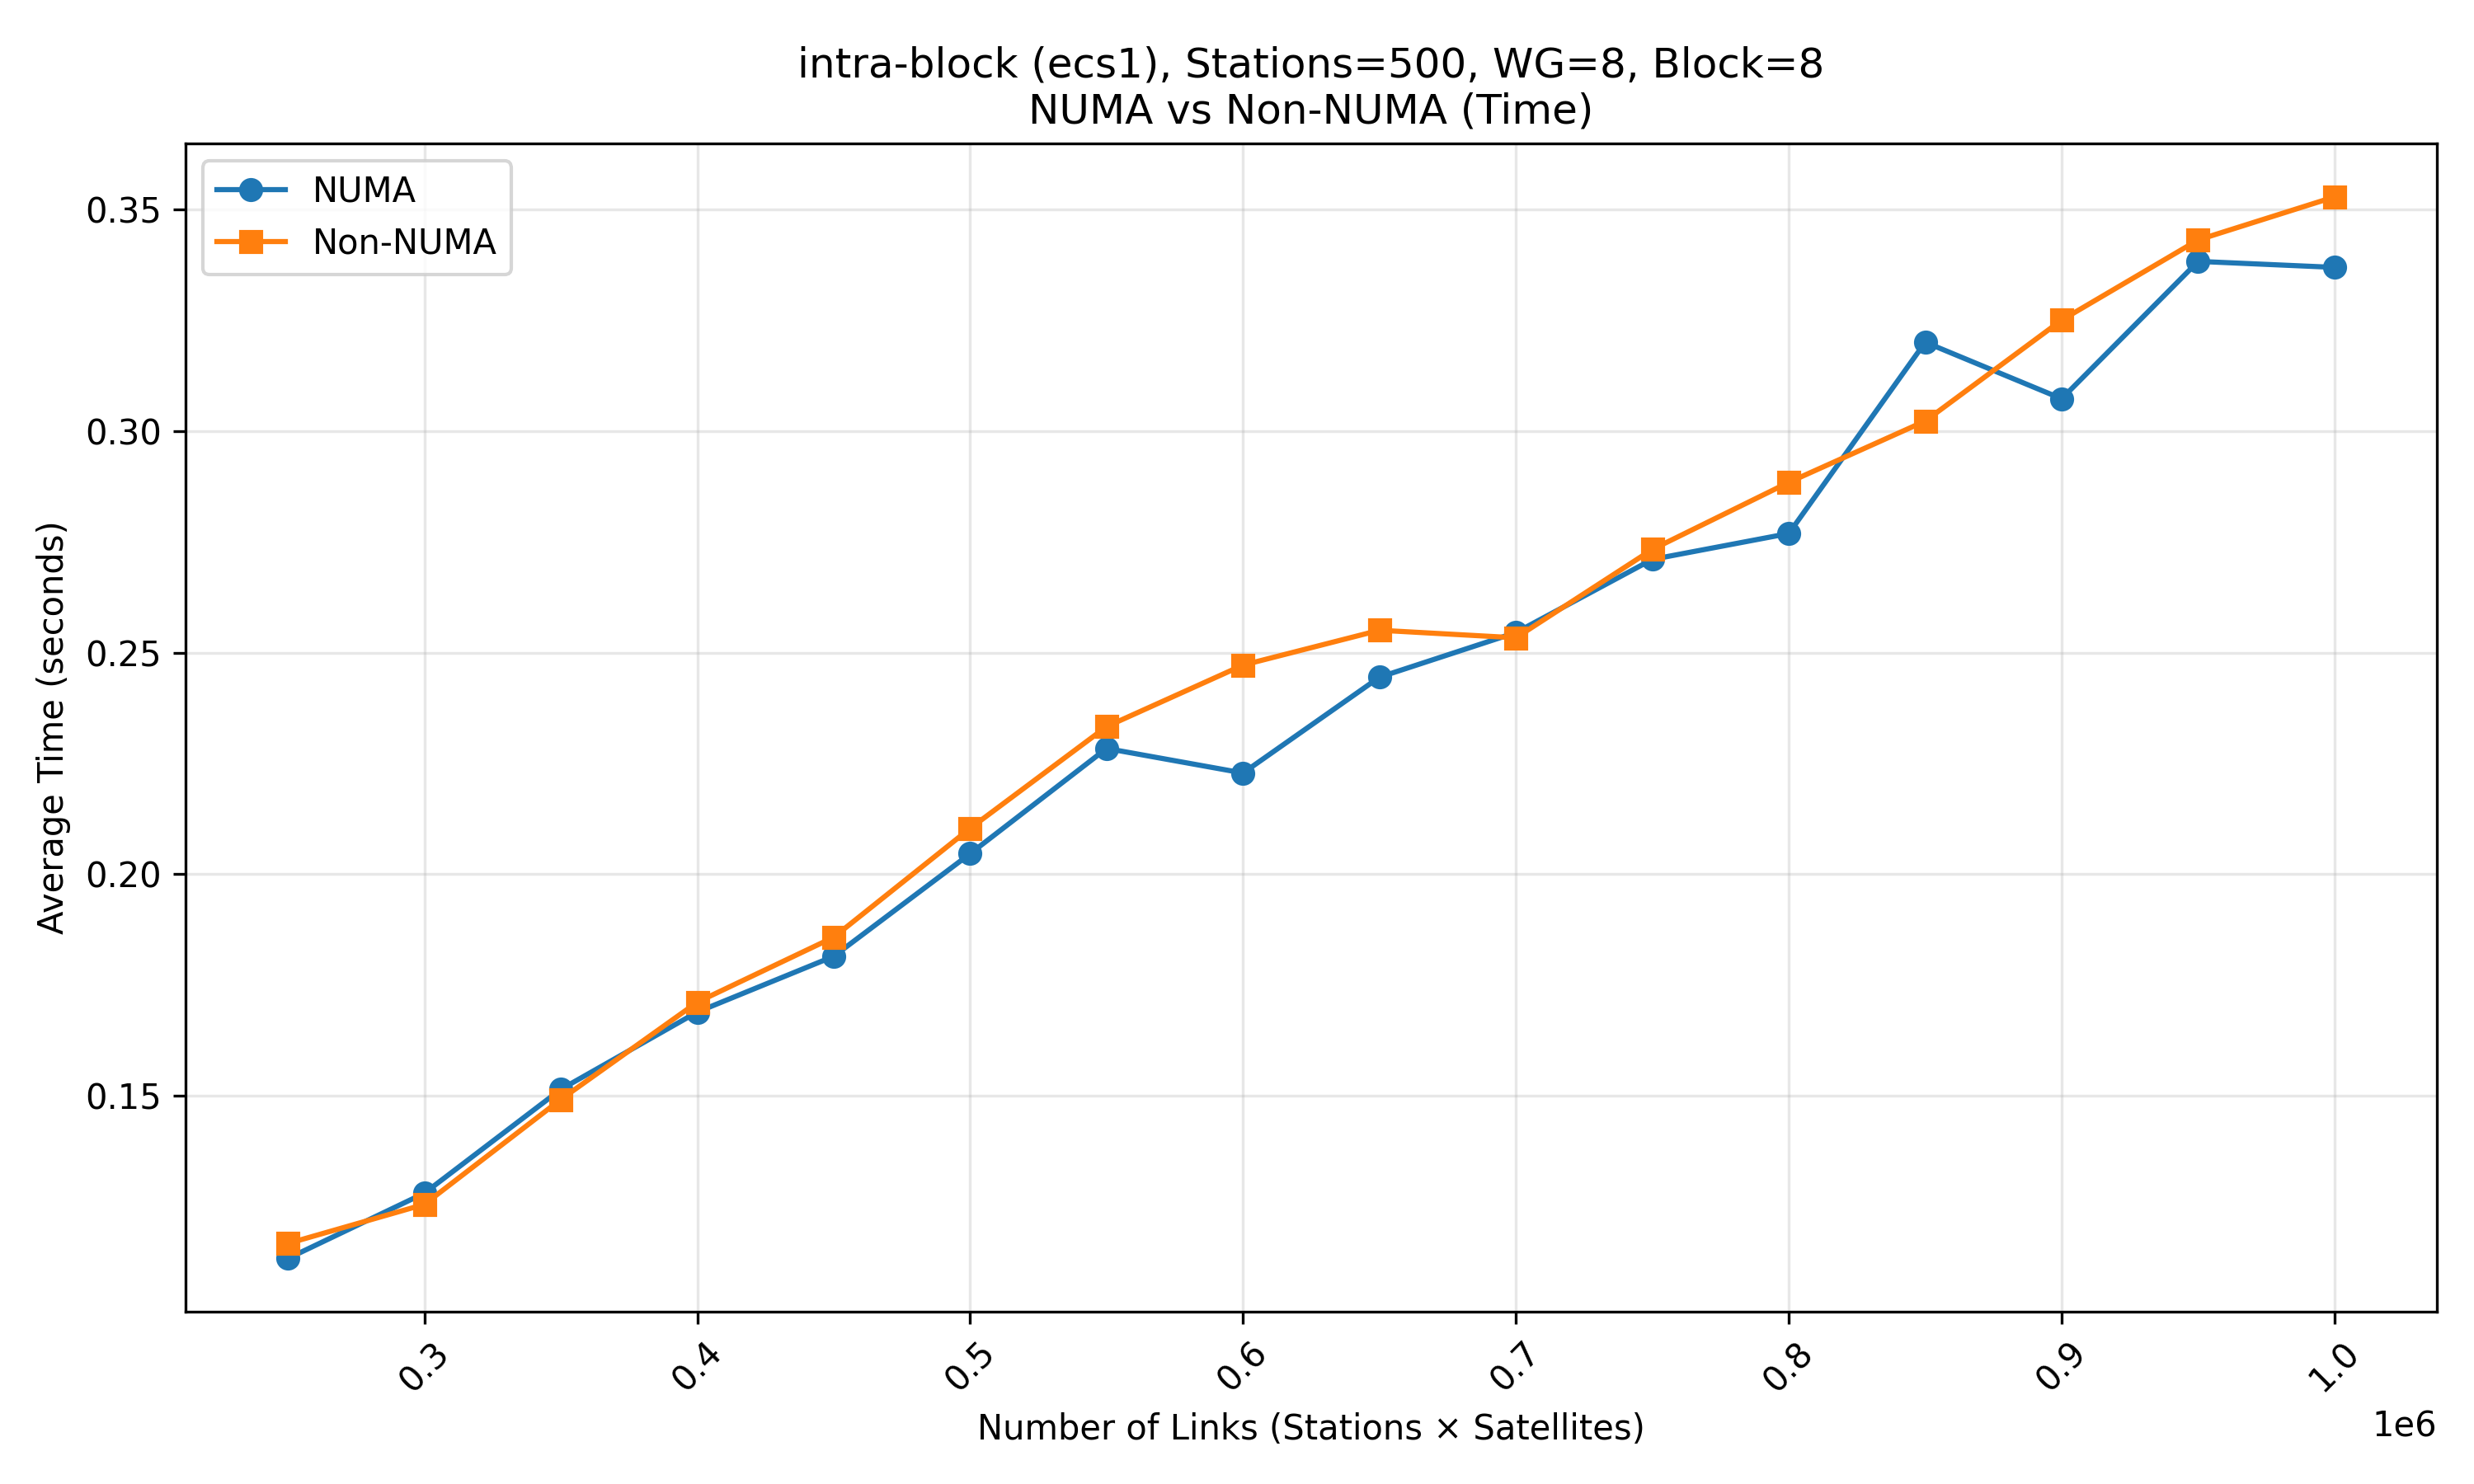 intra-block (ecs1), Stations=500, WG=8, Block=8
NUMA vs Non-NUMA (Time)
NUMA
Non-NUMA
Average Time (seconds)
0.35
0.30
0.25
0.20
0.15
0.3
0.4
0.5
0.6
0.7
0.8
0.9
1.0
Number of Links (Stations × Satellites)
1e6